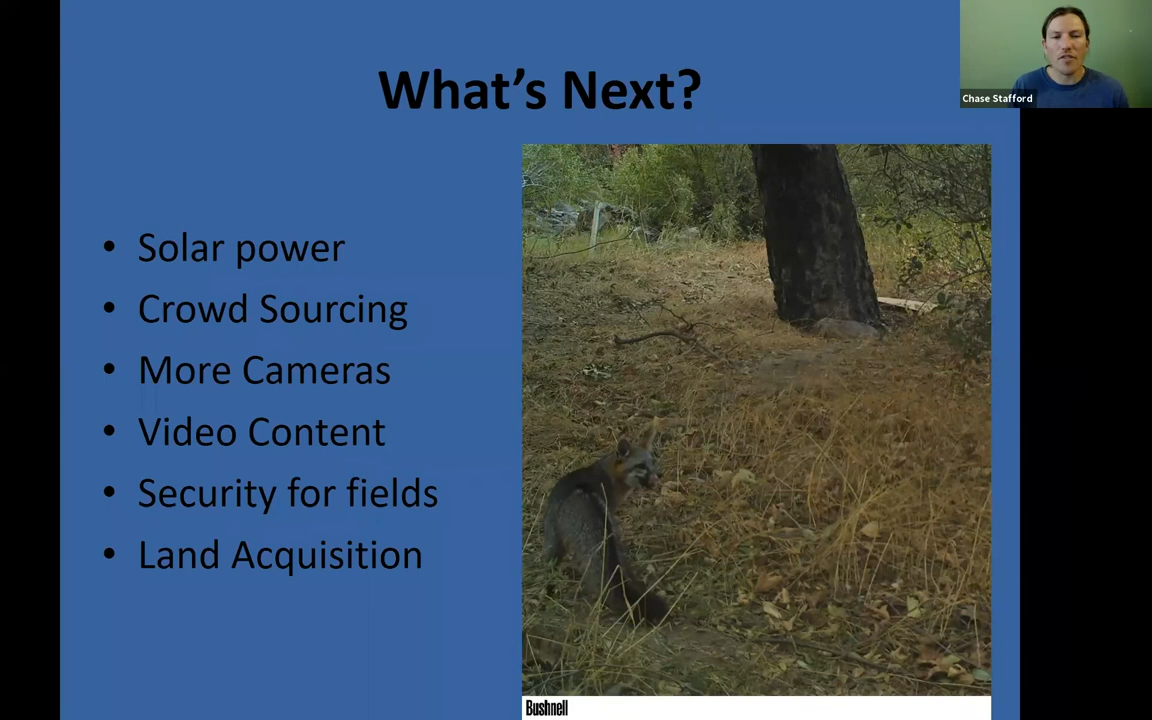 What's Next?
Chase Stafford
• Solar power
• Crowd Sourcing
• More Cameras
• Video Content
• Security for fields
• Land Acquisition
Bushnell